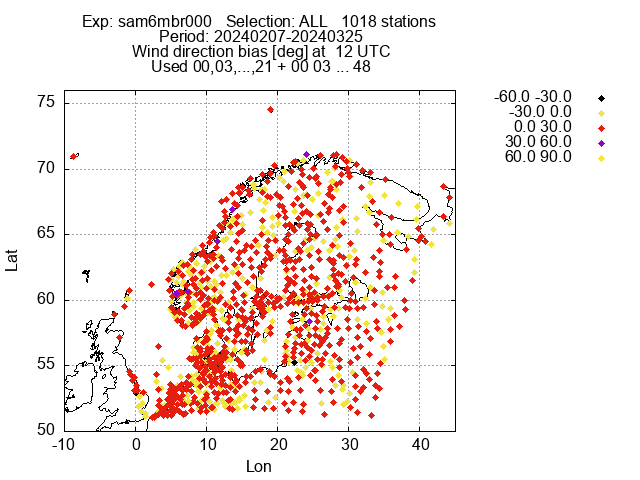 Exp: sam6mbr000 Selection: ALL 1018 stations
Period: 20240207-20240325
Wind direction bias [deg] at 12 UTC
Used 00,03,...,21 + 00 03 ... 48
-60.0 -30.0
-30.0 0.0
0.0 30.0
30.0 60.0
60.0 90.0
75
70
65
60
55
50
Lat
-10 0 10 20 30 40
Lon